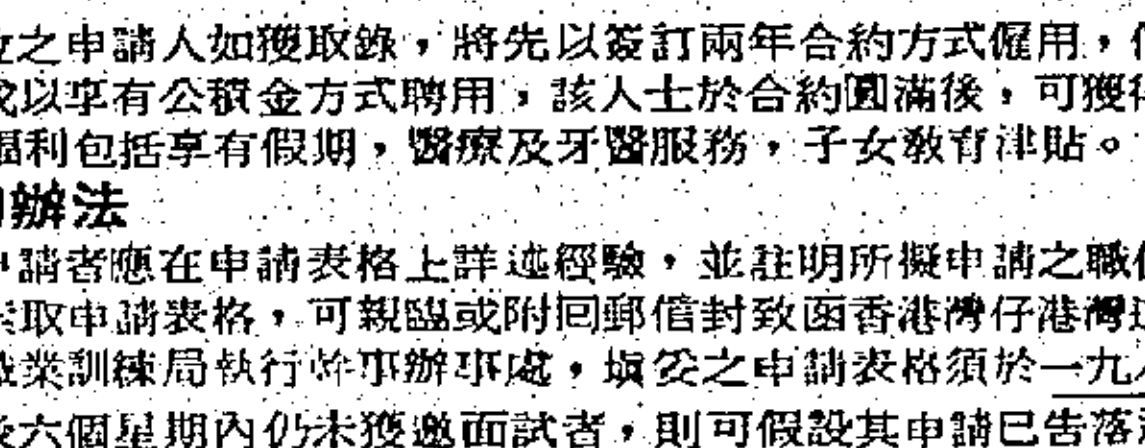 之申請人如獲取錄，將先以簽訂兩年合約方式僱用，
以享有公積金方式聘用；該人士於合約圓滿後，可獲得
福利包括享有假期，醫療及牙醫服務，子女教育津貼。
辦法
申請者應在申請表格上詳述經驗，並註明所擬申請之職
取申請表格，可親臨或附回郵信封致函香港灣仔港灣道
業訓練局執行幹事辦事處，填妥之申請表格須於一九
六個星期內仍未獲邀面試者，則可假設其申請已告落